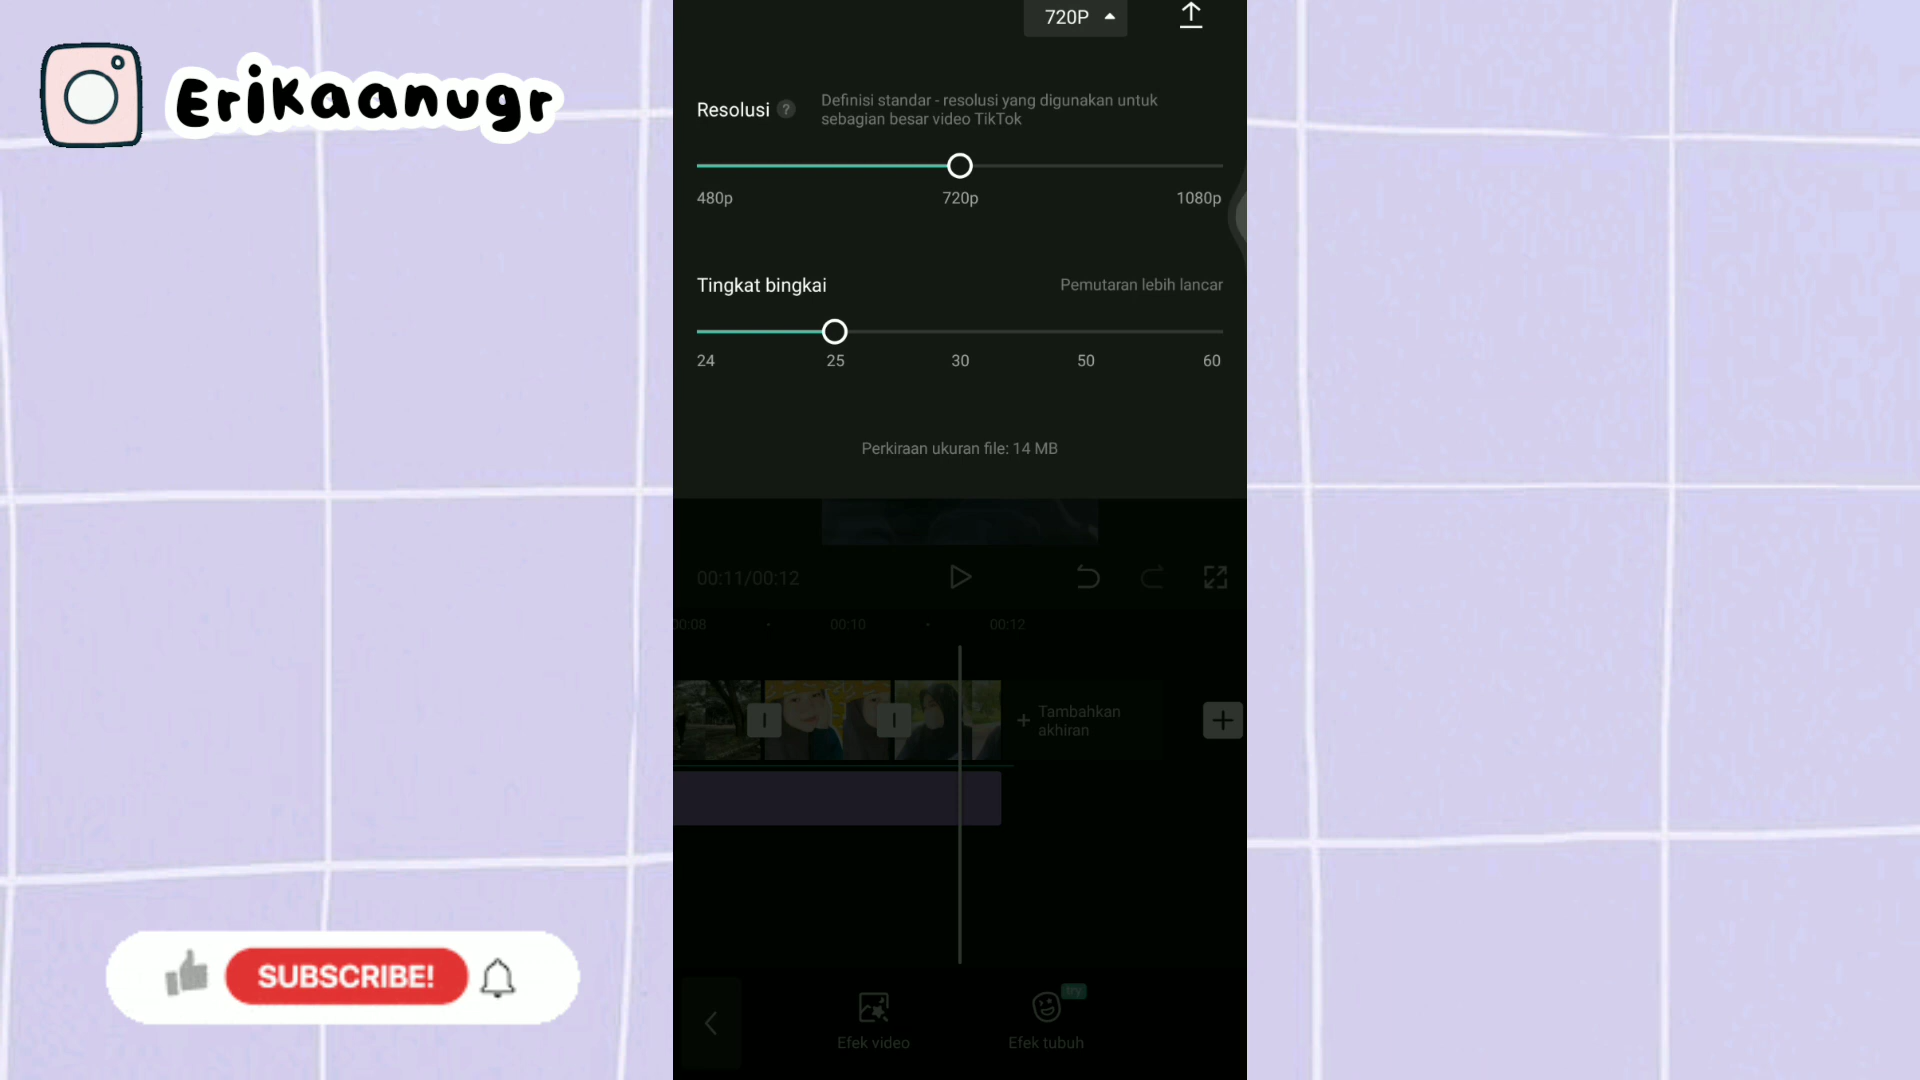 Erikaanugr
720P
Resolusi ?
Definisi standar - resolusi yang digunakan untuk
sebagian besar video TikTok
480p 720p 1080p
Tingkat bingkai
Pemutaran lebih lancar
24 25 30 50 60
Perkiraan ukuran file: 14 MB
00:11/00:12
00:08 00:10 00:12
+ Tambahkan
akhiran
SUBSCRIBE!
try
Efek video
Efek tubuh